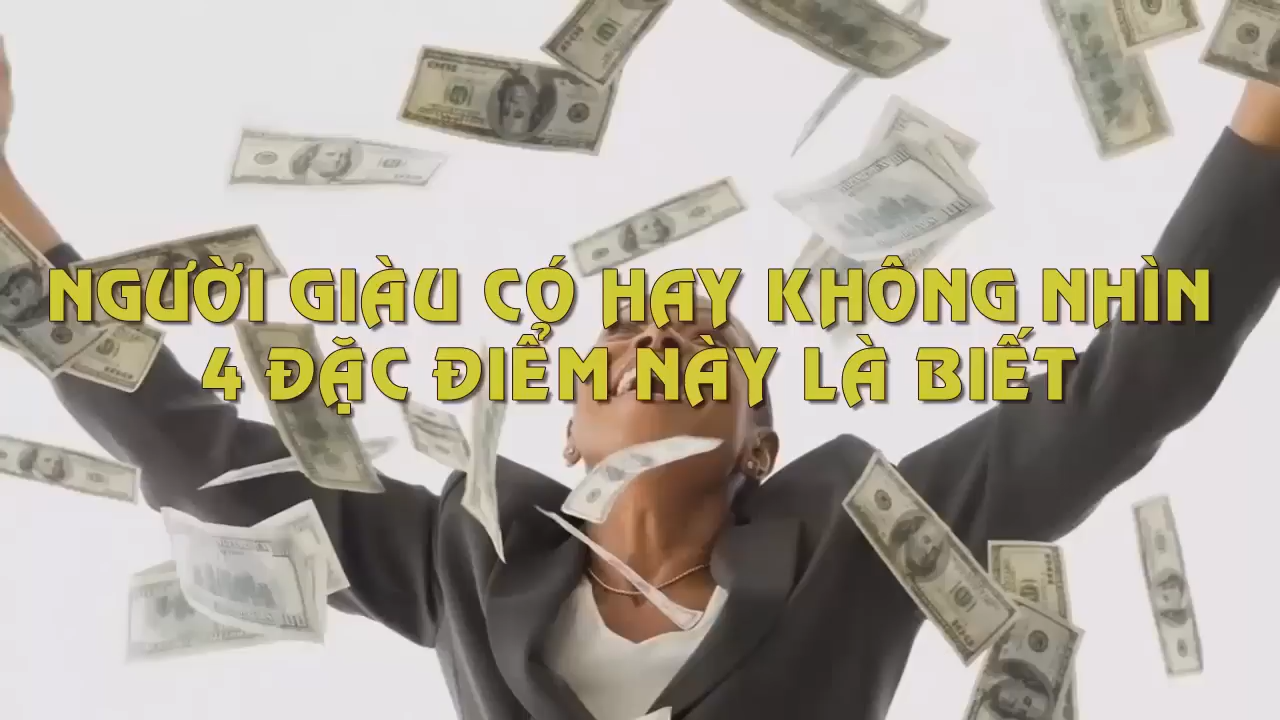 NGƯỜI GIÀU CÓ HAY KHÔNG NHÌN
4 ĐẶC ĐIỂM NÀY LÀ BIẾT